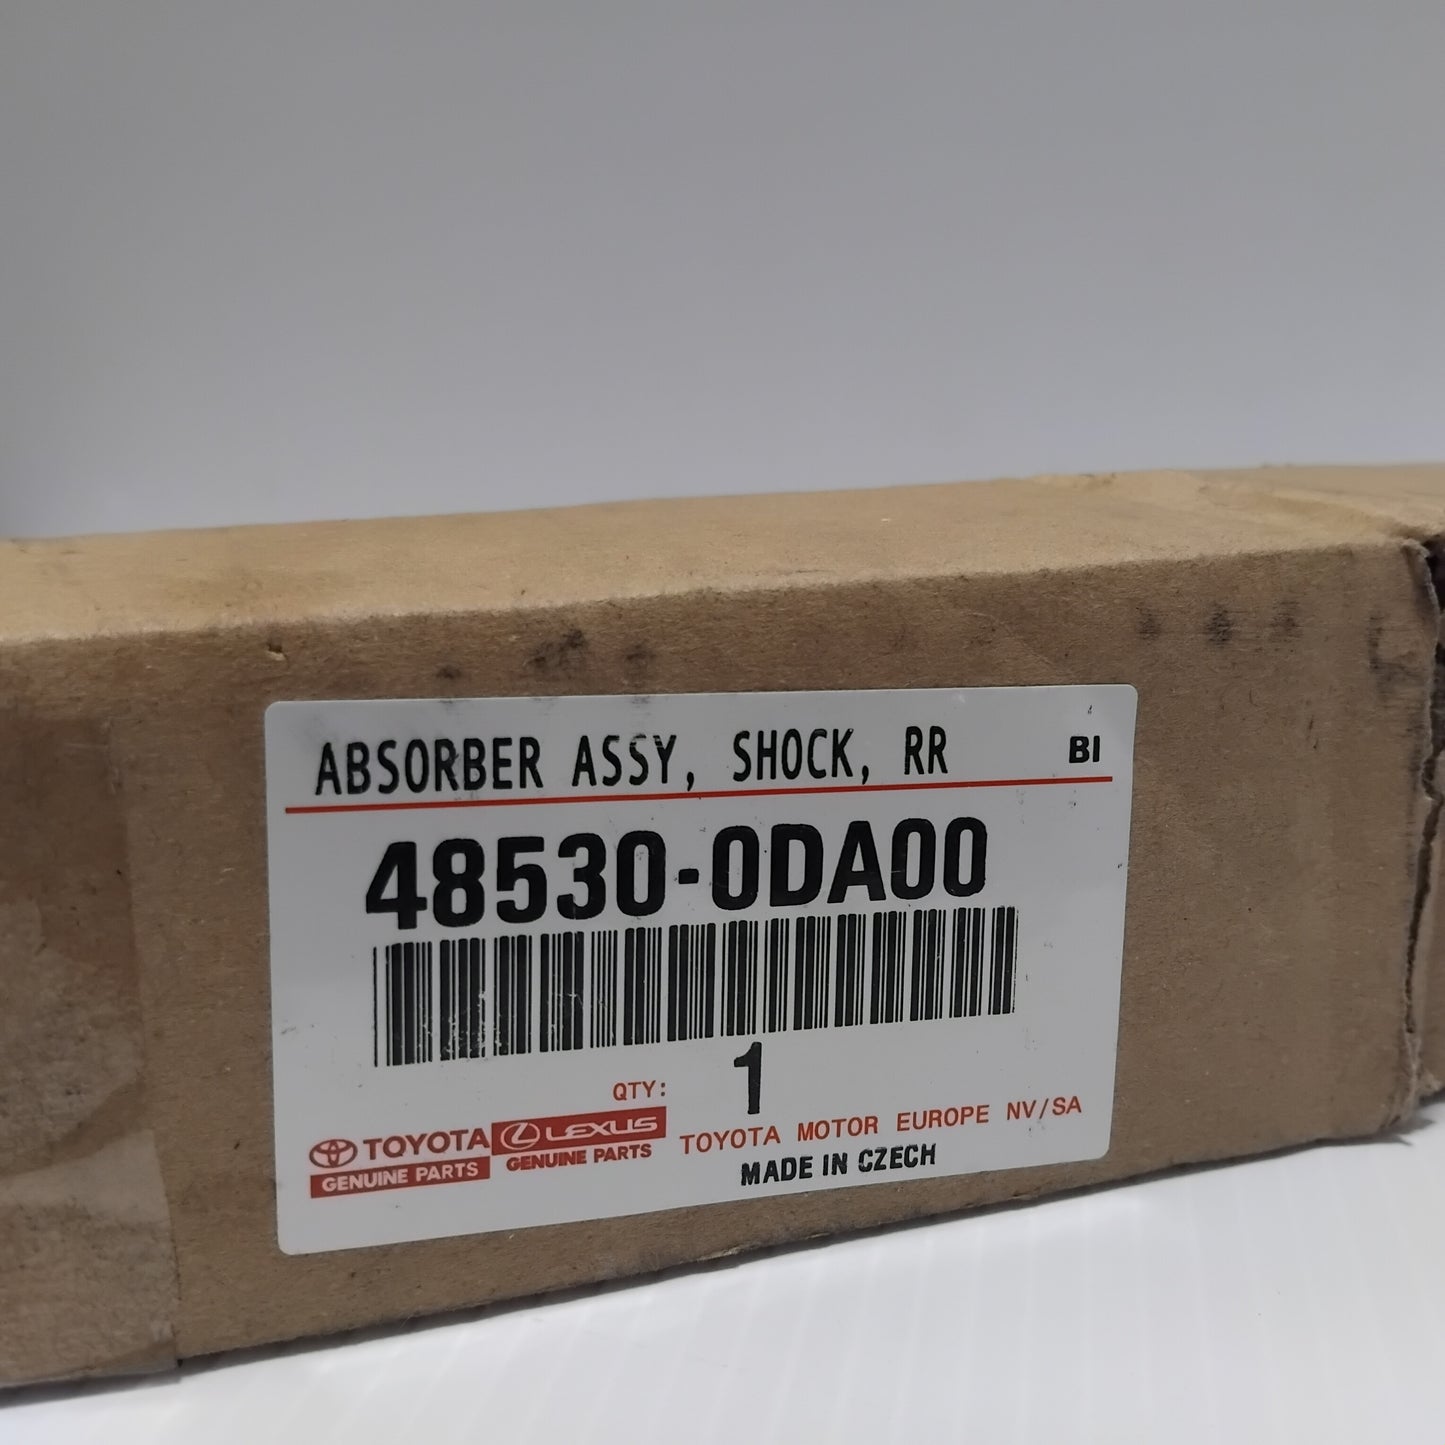 ABSORBER ASSY, SHOCK, RR BI
48530-0DA00
QTY: 1
TOYOTA LEXUS TOYOTA MOTOR EUROPE NV/SA
GENUINE PARTS GENUINE PARTS MADE IN CZECH